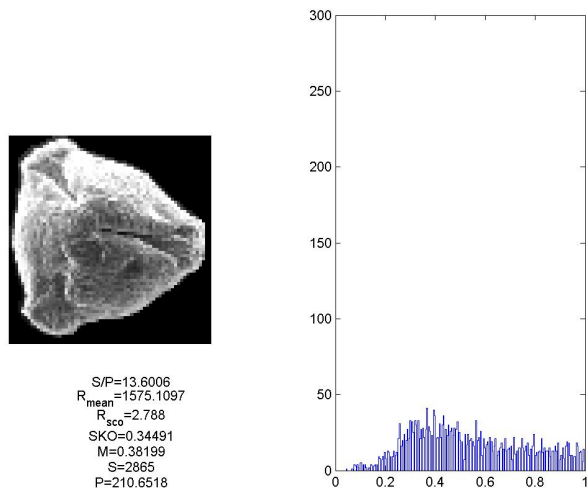 S/P=13.6006
R_mean=1575.1097
R_sco=2.788
SKO=0.34491
M=0.38199
S=2865
P=210.6518
300
250
200
150
100
50
0
0 0.2 0.4 0.6 0.8 1